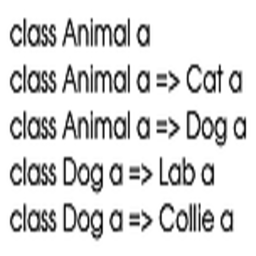 class Animal a
class Animal a => Cat a
class Animal a => Dog a
class Dog a => Lab a
class Dog a => Collie a